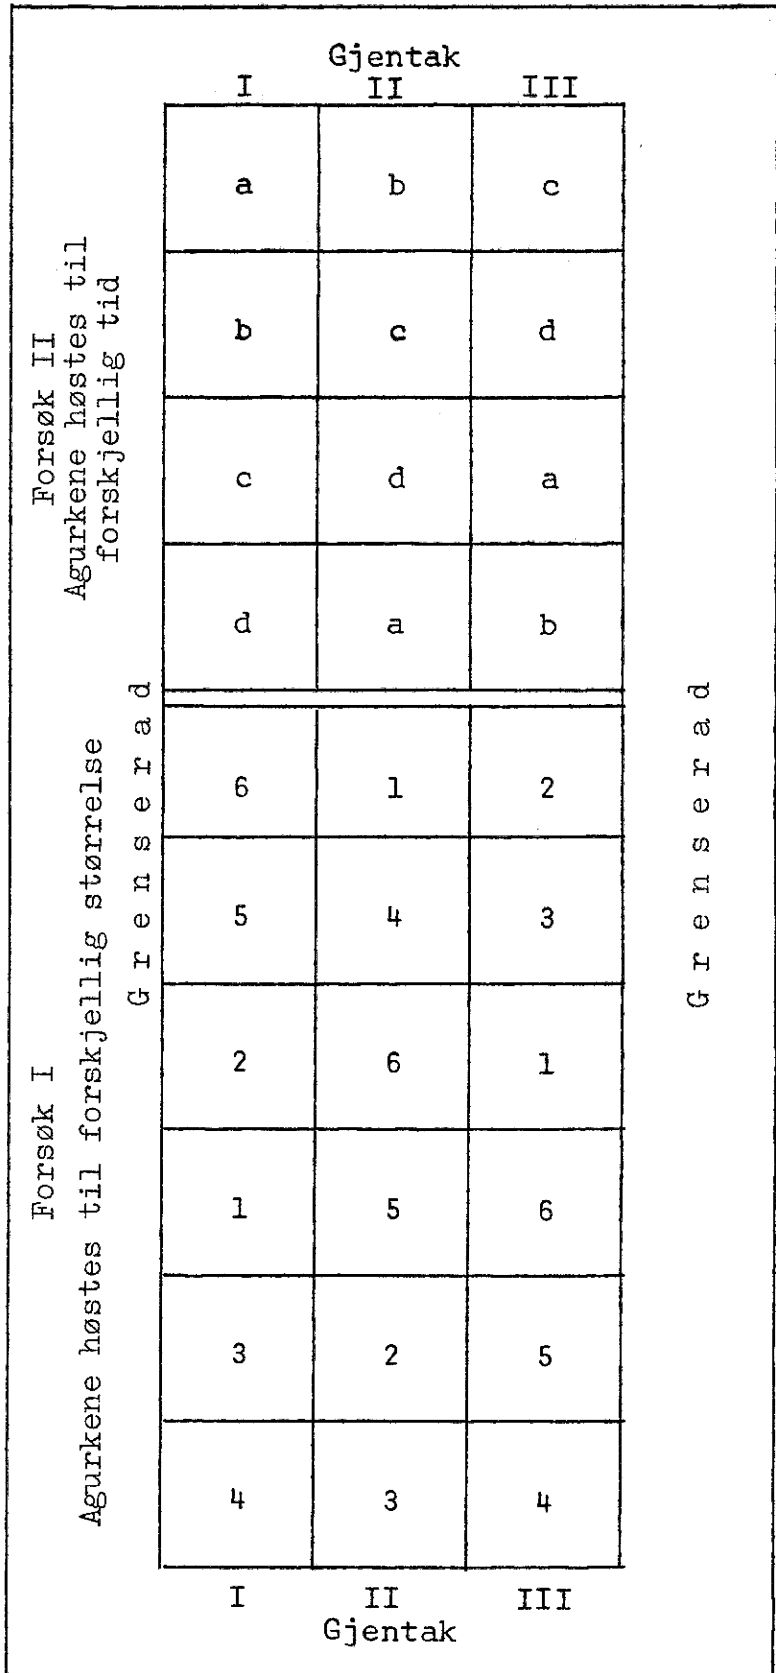 Gjentak
I II III
Forsøk II
Agurkene høstes til
forskjellig tid
a b c
b c d
c d a
d a b
Grenserad
Grenserad
Forsøk I
Agurkene høstes til forskjellig størrelse
6 1 2
5 4 3
2 6 1
1 5 6
3 2 5
4 3 4
I II III
Gjentak